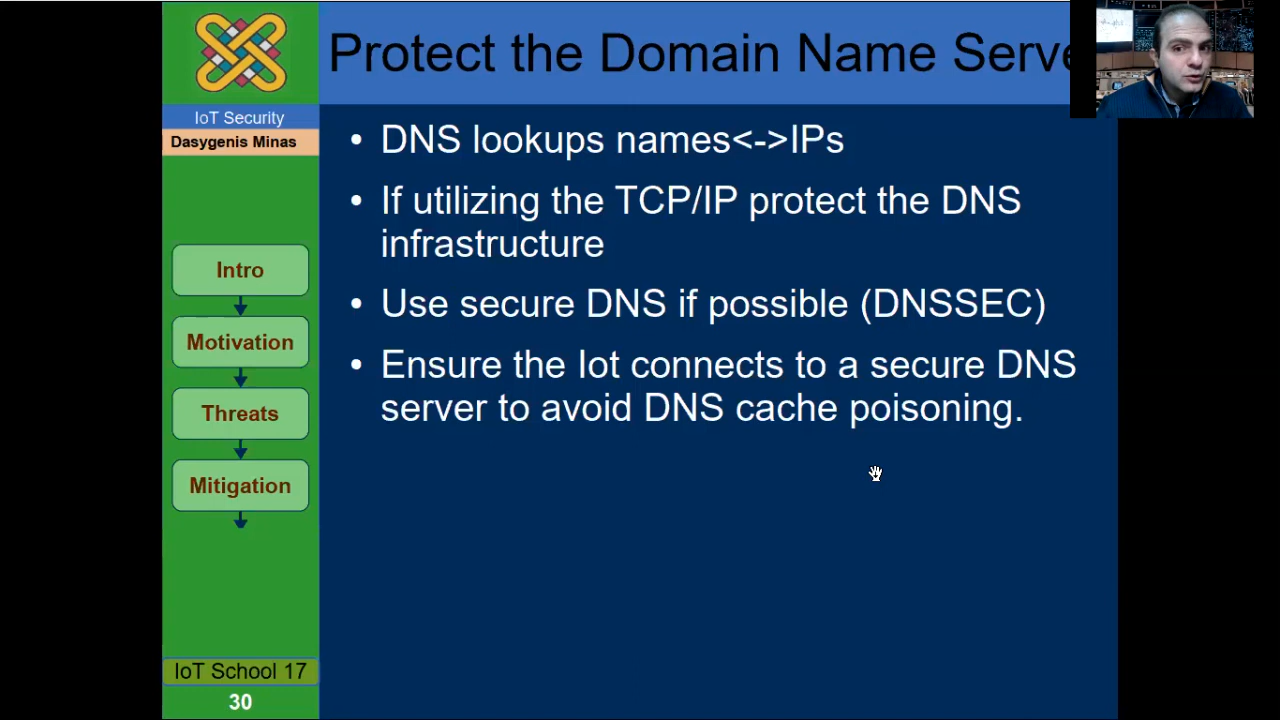 Protect the Domain Name Serve
IoT Security
Dasygenis Minas
• DNS lookups names<->IPs
• If utilizing the TCP/IP protect the DNS
infrastructure
• Use secure DNS if possible (DNSSEC)
• Ensure the Iot connects to a secure DNS
server to avoid DNS cache poisoning.
Intro
Motivation
Threats
Mitigation
IoT School 17
30